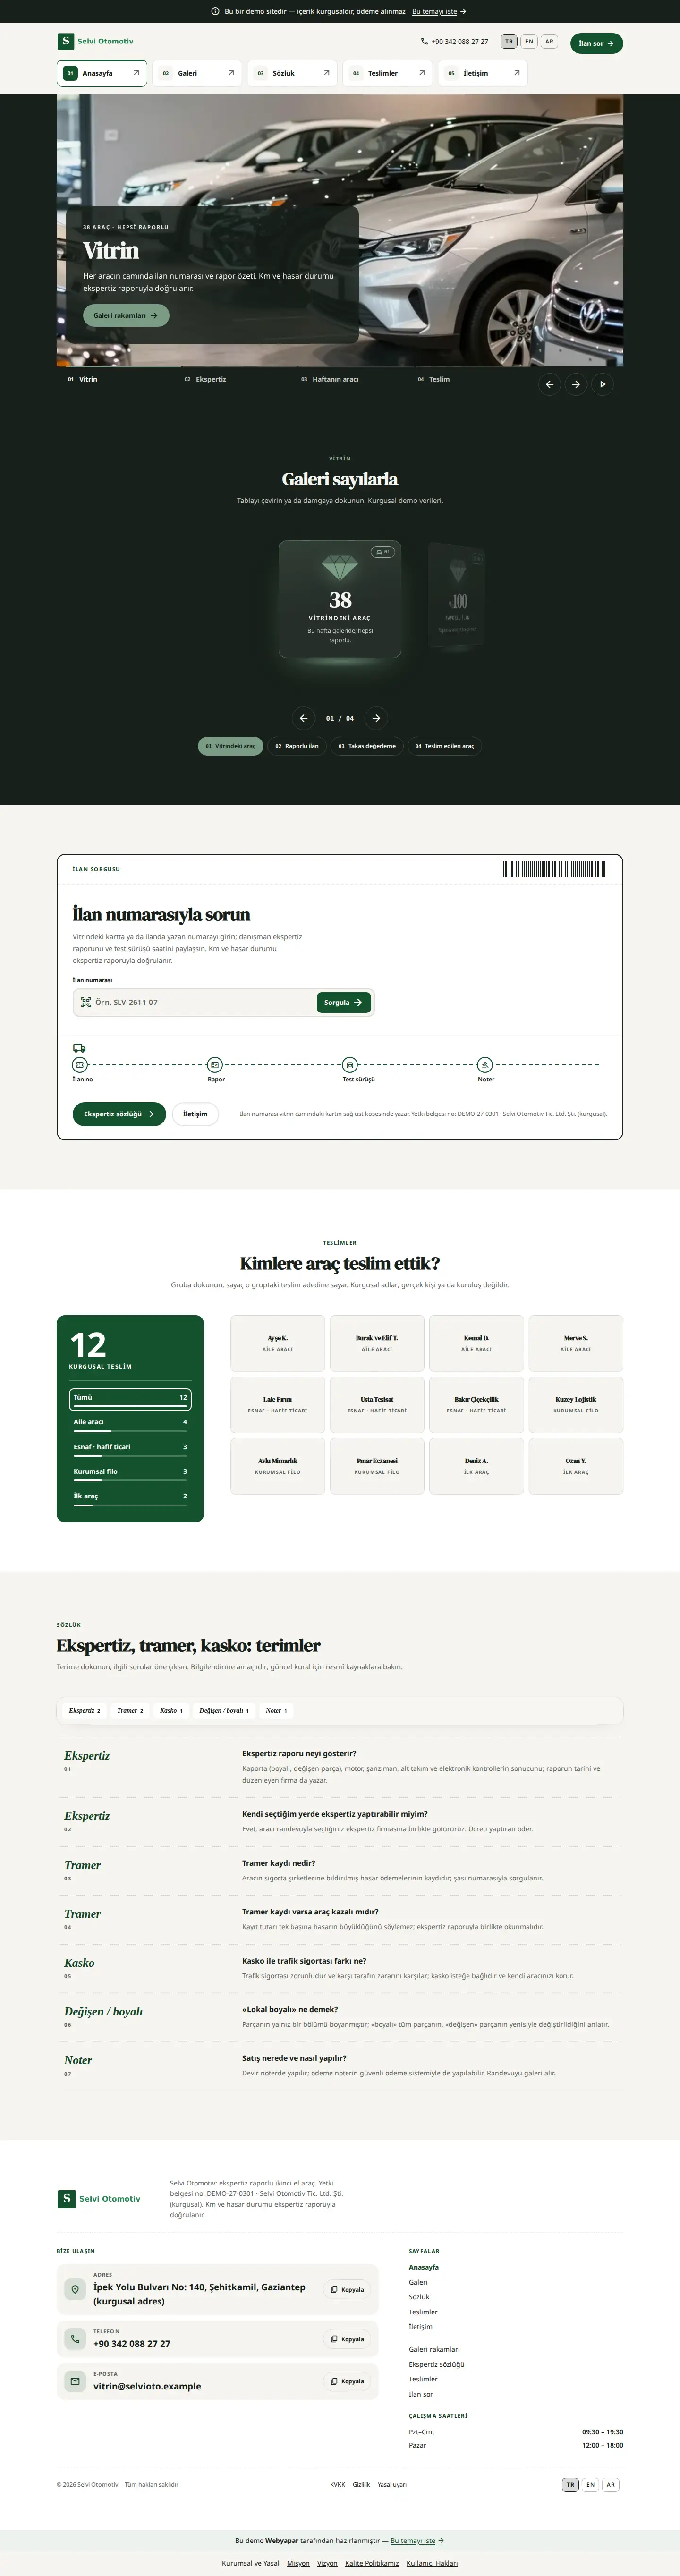 Bu bir demo sitedir — içerik kurgusaldır, ödeme alınmaz Bu temayı iste →
S Selvi Otomotiv
+90 342 088 27 27
TR EN AR
İlan sor →
01 Anasayfa
02 Galeri
03 Sözlük
04 Teslimler
05 İletişim
38 ARAÇ · HEPSİ RAPORLU
Vitrin
Her aracın camında ilan numarası ve rapor özeti. Km ve hasar durumu
ekspertiz raporuyla doğrulanır.
Galeri rakamları →
01 Vitrin
02 Ekspertiz
03 Haftanın aracı
04 Teslim
VİTRİN
Galeri sayılarla
Tablayı çevirin ya da damgaya dokunun. Kurgusal demo verileri.
01
38
VİTRİNDEKİ ARAÇ
Bu hafta galeride; hepsi
raporlu.
%100
01 / 04
01 Vitrindeki araç
02 Raporlu ilan
03 Takas değerleme
04 Teslim edilen araç
İLAN SORGUSU
İlan numarasıyla sorun
Vitrindeki kartta ya da ilanda yazan numarayı girin; danışman ekspertiz
raporunu ve test sürüşü saatini paylaşsın. Km ve hasar durumu
ekspertiz raporuyla doğrulanır.
İlan numarası
Örn. SLV-2611-07
Sorgula →
İlan no
Rapor
Test sürüşü
Noter
Ekspertiz sözlüğü →
İletişim
İlan numarası vitrin camındaki kartın sağ üst köşesinde yazar. Yetki belgesi no: DEMO-27-0301 · Selvi Otomotiv Tic. Ltd. Şti. (kurgusal).
TESLİMLER
Kimlere araç teslim ettik?
Gruba dokunun; sayaç o gruptaki teslim adedine sayar. Kurgusal adlar; gerçek kişi ya da kuruluş değildir.
12
KURGUSAL TESLİM
Tümü 12
Aile aracı 4
Esnaf · hafif ticari 3
Kurumsal filo 3
İlk araç 2
Ayşe K.
AİLE ARACI
Burak ve Elif T.
AİLE ARACI
Kemal D.
AİLE ARACI
Merve S.
AİLE ARACI
Lale Fırını
ESNAF · HAFİF TİCARİ
Usta Tesisat
ESNAF · HAFİF TİCARİ
Bakır Çiçekçilik
ESNAF · HAFİF TİCARİ
Kuzey Lojistik
KURUMSAL FİLO
Avlu Mimarlık
KURUMSAL FİLO
Pınar Eczanesi
KURUMSAL FİLO
Deniz A.
İLK ARAÇ
Ozan Y.
İLK ARAÇ
SÖZLÜK
Ekspertiz, tramer, kasko: terimler
Terime dokunun, ilgili sorular öne çıksın. Bilgilendirme amaçlıdır; güncel kural için resmî kaynaklara bakın.
Ekspertiz 2
Tramer 2
Kasko 1
Değişen / boyalı 1
Noter 1
Ekspertiz
01
Ekspertiz raporu neyi gösterir?
Kaporta (boyalı, değişen parça), motor, şanzıman, alt takım ve elektronik kontrollerin sonucunu; raporun tarihi ve
düzenleyen firma da yazar.
Ekspertiz
02
Kendi seçtiğim yerde ekspertiz yaptırabilir miyim?
Evet; aracı randevuyla seçtiğiniz ekspertiz firmasına birlikte götürürüz. Ücreti yaptıran öder.
Tramer
03
Tramer kaydı nedir?
Aracın sigorta şirketlerine bildirilmiş hasar ödemelerinin kaydıdır; şasi numarasıyla sorgulanır.
Tramer
04
Tramer kaydı varsa araç kazalı mıdır?
Kayıt tutarı tek başına hasarın büyüklüğünü söylemez; ekspertiz raporuyla birlikte okunmalıdır.
Kasko
05
Kasko ile trafik sigortası farkı ne?
Trafik sigortası zorunludur ve karşı tarafın zararını karşılar; kasko isteğe bağlıdır ve kendi aracınızı korur.
Değişen / boyalı
06
«Lokal boyalı» ne demek?
Parçanın yalnız bir bölümü boyanmıştır; «boyalı» tüm parçanın, «değişen» parçanın yenisiyle değiştirildiğini anlatır.
Noter
07
Satış nerede ve nasıl yapılır?
Devir noterde yapılır; ödeme noterin güvenli ödeme sistemiyle de yapılabilir. Randevuyu galeri alır.
S Selvi Otomotiv
Selvi Otomotiv: ekspertiz raporlu ikinci el araç. Yetki
belgesi no: DEMO-27-0301 · Selvi Otomotiv Tic. Ltd. Şti.
(kurgusal). Km ve hasar durumu ekspertiz raporuyla
doğrulanır.
BİZE ULAŞIN
ADRES
İpek Yolu Bulvarı No: 140, Şehitkamil, Gaziantep
(kurgusal adres)
Kopyala
TELEFON
+90 342 088 27 27
Kopyala
E-POSTA
vitrin@selvioto.example
Kopyala
SAYFALAR
Anasayfa
Galeri
Sözlük
Teslimler
İletişim
Galeri rakamları
Ekspertiz sözlüğü
Teslimler
İlan sor
ÇALIŞMA SAATLERİ
Pzt–Cmt 09:30 – 19:30
Pazar 12:00 – 18:00
© 2026 Selvi Otomotiv Tüm hakları saklıdır
KVKK Gizlilik Yasal uyarı
TR EN AR
Bu demo Webyapar tarafından hazırlanmıştır — Bu temayı iste →
Kurumsal ve Yasal Misyon Vizyon Kalite Politikamız Kullanıcı Hakları